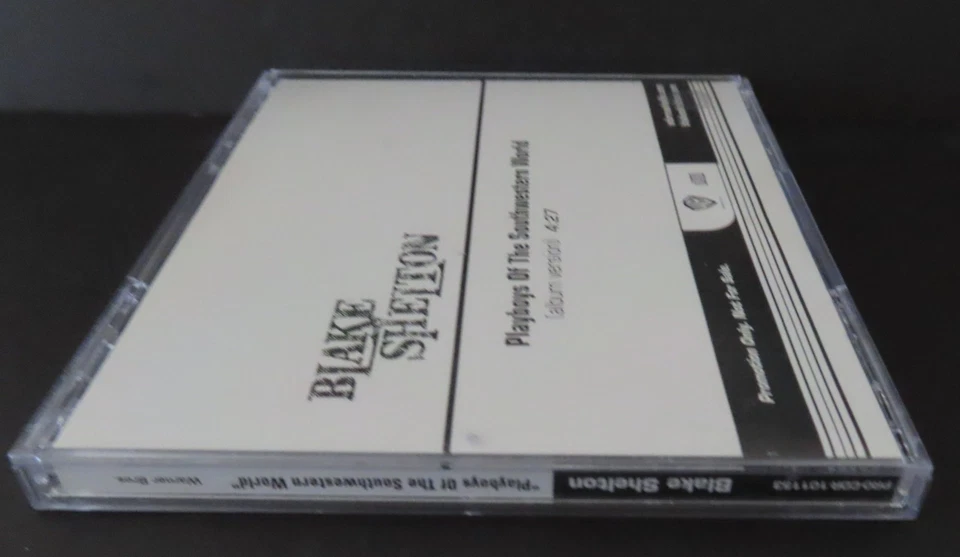 BLAKE
SHELTON
Playboys Of The Southwestern World
(album version) 4:27
Promotion Only. Not For Sale.
PRO-CDR-101133
Blake Shelton
"Playboys Of The Southwestern World"
Warner Bros.